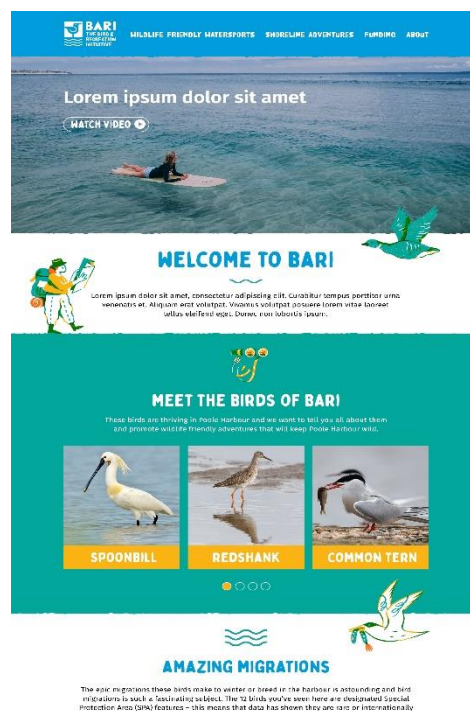 BARI
THE BIRD &
RECREATION
INITIATIVE
WILDLIFE FRIENDLY WATERSPORTS
SHORELINE ADVENTURES
FUNDING
ABOUT
Lorem ipsum dolor sit amet
WATCH VIDEO
WELCOME TO BARI
Lorem ipsum dolor sit amet, consectetur adipiscing elit. Curabitur tempus porttitor urna
venenatis et. Aliquam erat volutpat. Vivamus volutpat posuere lorem vitae laoreet
tellus eleifend eget. Donec non lobortis ipsum.
MEET THE BIRDS OF BARI
These birds are thriving in Poole Harbour and we want to tell you all about them
and promote wildlife friendly adventures that will keep Poole Harbour wild.
SPOONBILL
REDSHANK
COMMON TERN
AMAZING MIGRATIONS
The epic migrations these birds make to winter or breed in the harbour is astounding and bird
migrations is such a fascinating subject. The 12 birds you've seen here are designated Special
Protection Area (SPA) features – this means that data has shown they are rare or internationally